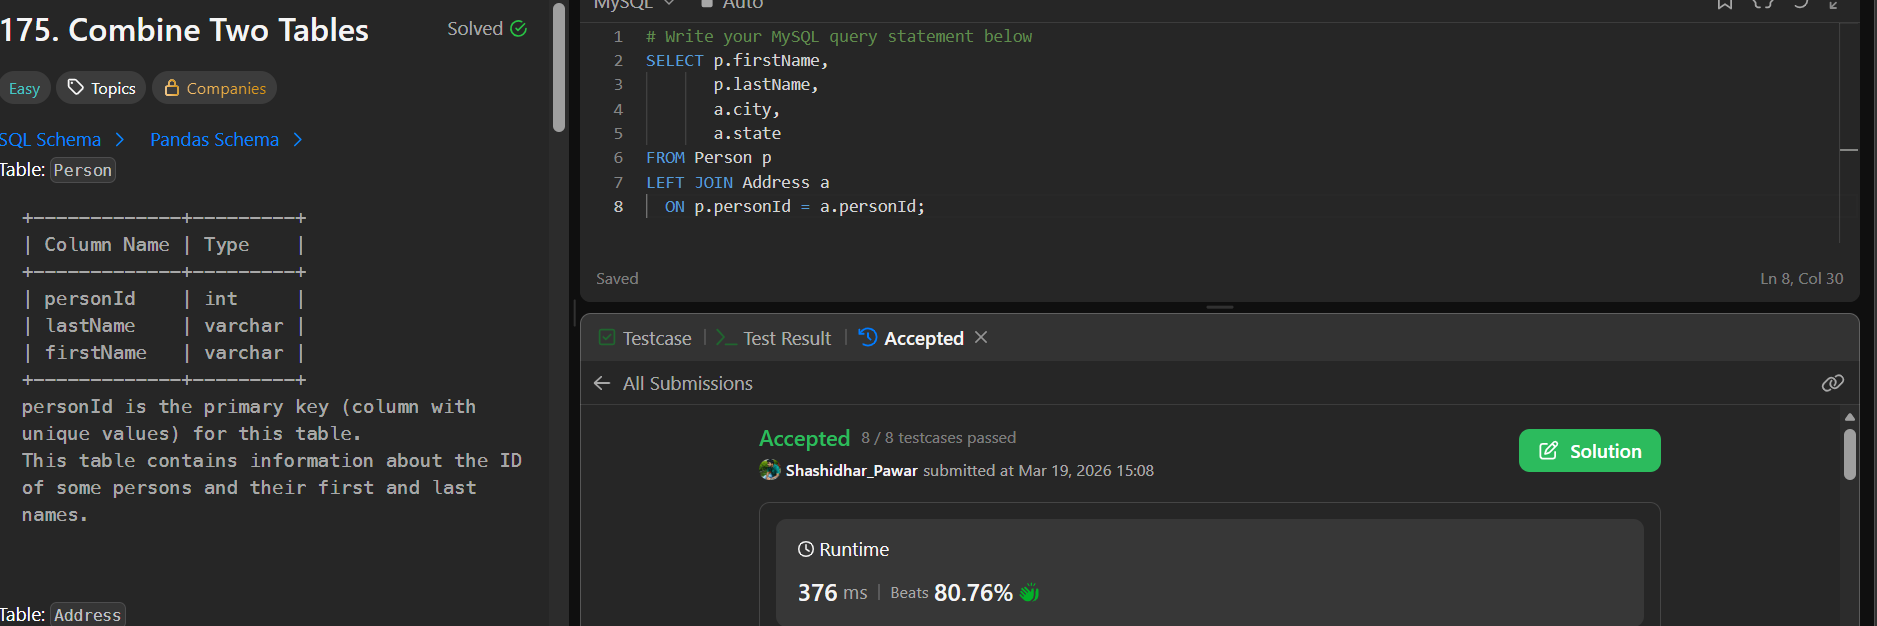 175. Combine Two Tables
Solved
Easy
Topics
Companies
SQL Schema
Pandas Schema
Table: Person
+-------------+---------+
| Column Name | Type    |
+-------------+---------+
| personId    | int     |
| lastName    | varchar |
| firstName   | varchar |
+-------------+---------+
personId is the primary key (column with
unique values) for this table.
This table contains information about the ID
of some persons and their first and last
names.
Table: Address
MySQL
Auto
1 # Write your MySQL query statement below
2 SELECT p.firstName,
3 p.lastName,
4 a.city,
5 a.state
6 FROM Person p
7 LEFT JOIN Address a
8 ON p.personId = a.personId;
Saved
Ln 8, Col 30
Testcase
Test Result
Accepted
All Submissions
Accepted 8 / 8 testcases passed
Shashidhar_Pawar submitted at Mar 19, 2026 15:08
Solution
Runtime
376 ms | Beats 80.76%